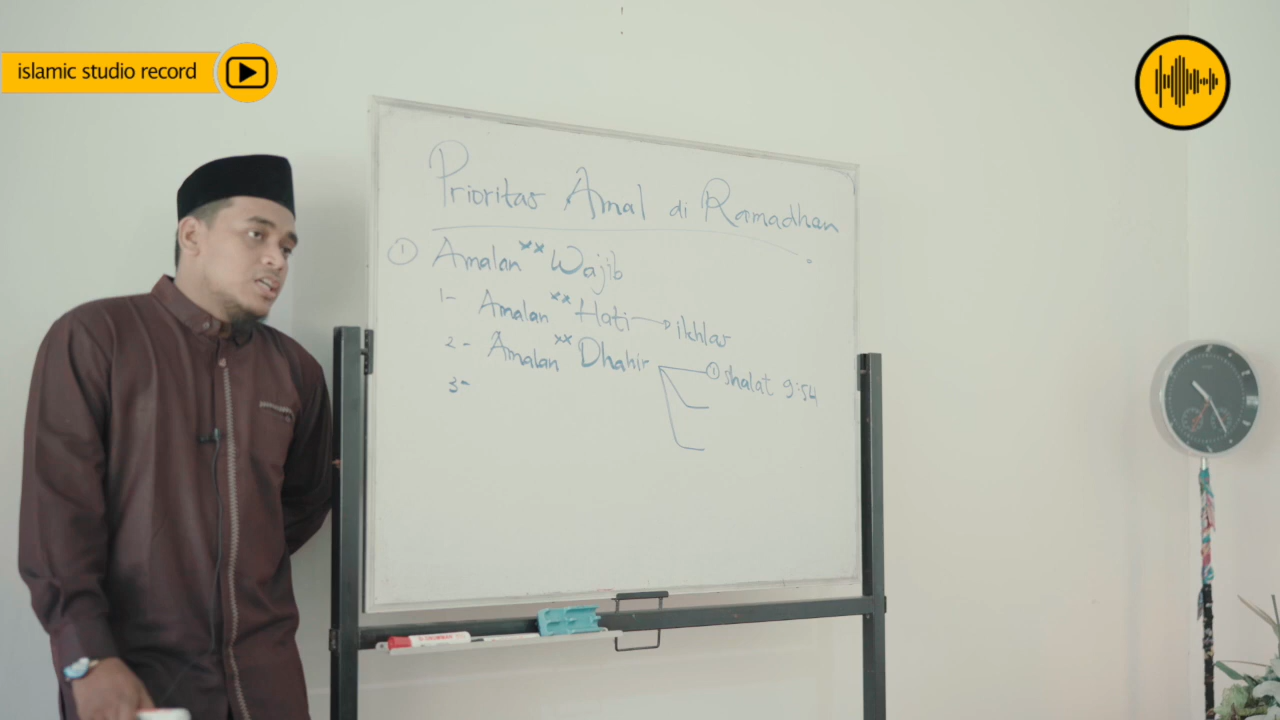 islamic studio record
Prioritas Amal di Ramadhan
① Amalan ** Wajib
1- Amalan ** Hati → ikhlas
2- Amalan ** Dhahir ① shalat 9:54
3-